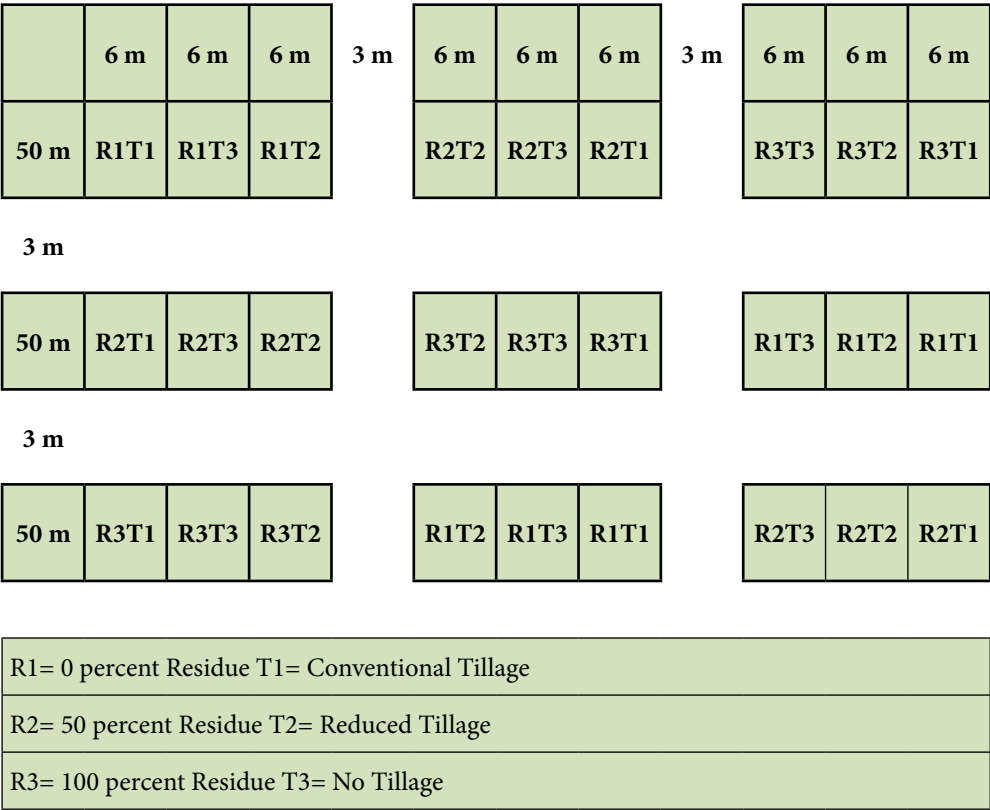 6 m 6 m 6 m 3 m 6 m 6 m 6 m 3 m 6 m 6 m 6 m
50 m R1T1 R1T3 R1T2 R2T2 R2T3 R2T1 R3T3 R3T2 R3T1
3 m
50 m R2T1 R2T3 R2T2 R3T2 R3T3 R3T1 R1T3 R1T2 R1T1
3 m
50 m R3T1 R3T3 R3T2 R1T2 R1T3 R1T1 R2T3 R2T2 R2T1
R1= 0 percent Residue T1= Conventional Tillage
R2= 50 percent Residue T2= Reduced Tillage
R3= 100 percent Residue T3= No Tillage